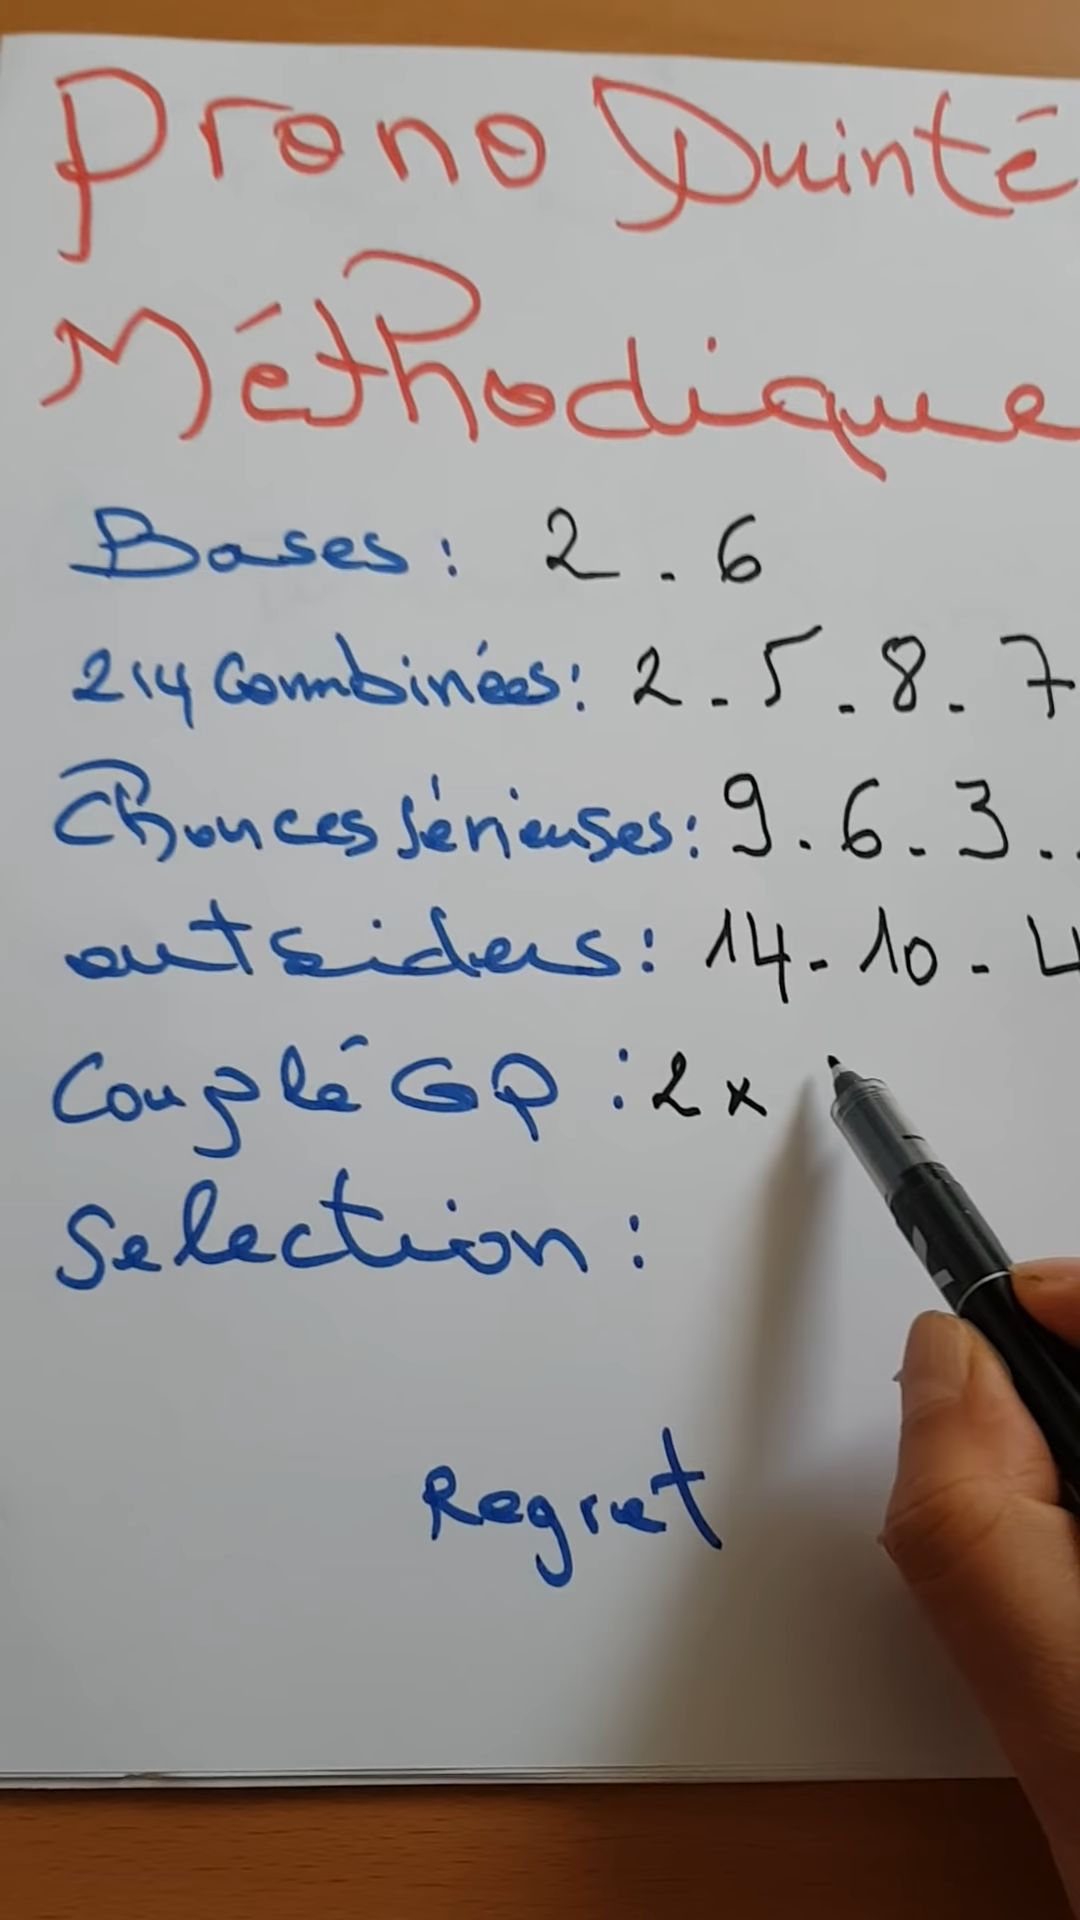 Prono Quinté
Méthodique
Bases : 2 . 6
2/4 Combinées : 2 . 5 . 8 . 7
Chances sérieuses : 9 . 6 . 3 . .
outsiders : 14 . 10 . 4
Couplé GP : 2 x
Selection :
Regret